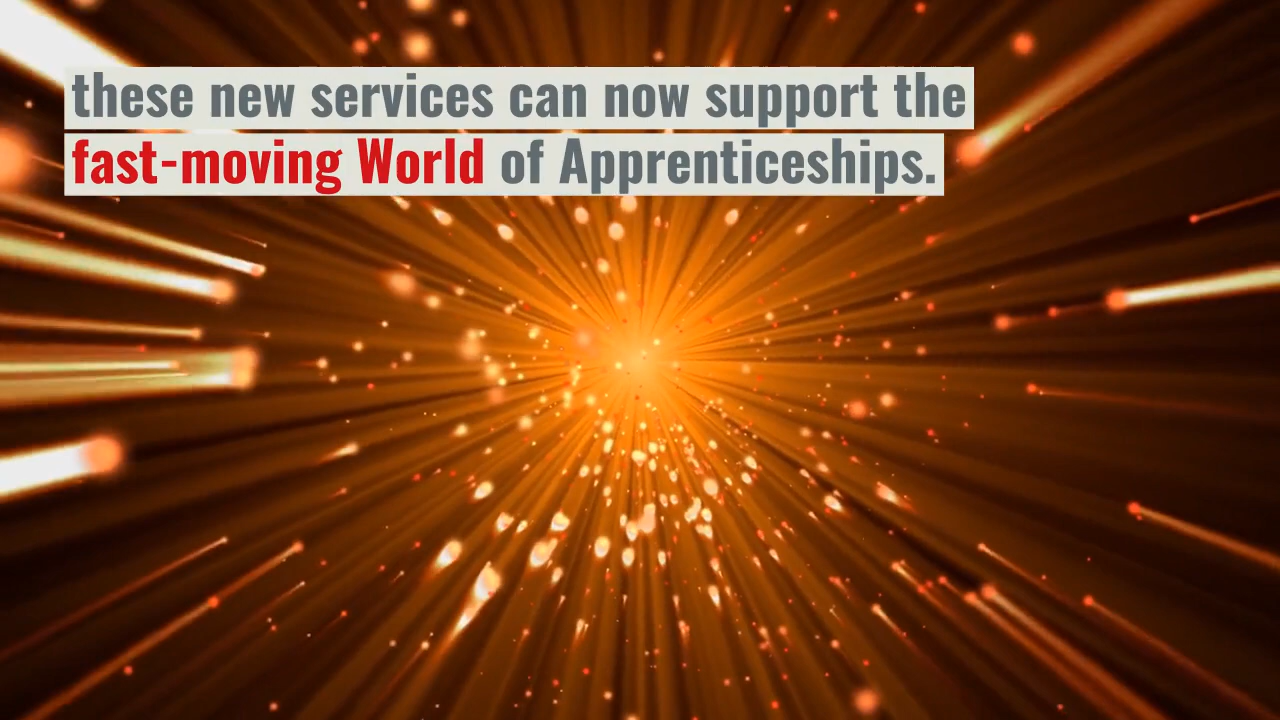 these new services can now support the
fast-moving World of Apprenticeships.